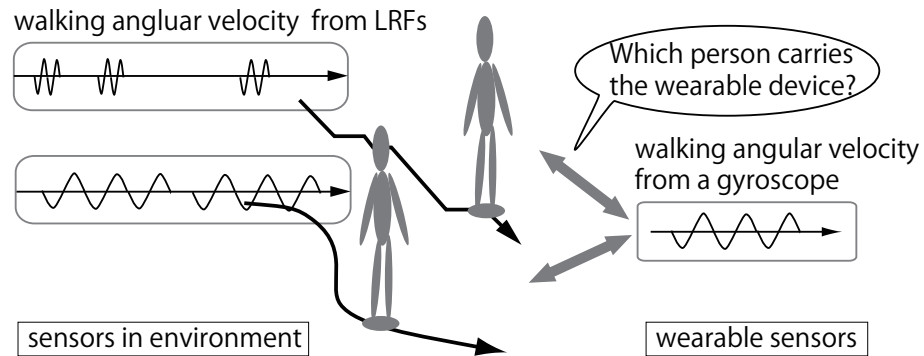 walking angluar velocity from LRFs
Which person carries
the wearable device?
walking angular velocity
from a gyroscope
sensors in environment
wearable sensors